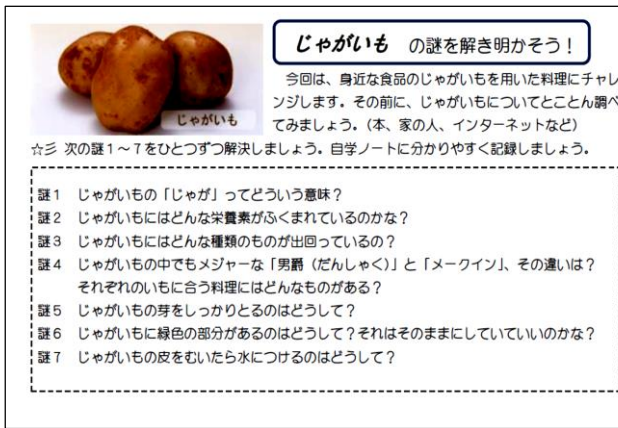 じゃがいも の謎を解き明かそう！
じゃがいも
今回は、身近な食品のじゃがいもを用いた料理にチャレ
ンジします。その前に、じゃがいもについてとことん調べ
てみましょう。（本、家の人、インターネットなど）
☆彡 次の謎１～７をひとつずつ解決しましょう。自学ノートに分かりやすく記録しましょう。
謎１ じゃがいもの「じゃが」ってどういう意味？
謎２ じゃがいもにはどんな栄養素がふくまれているのかな？
謎３ じゃがいもにはどんな種類のものが出回っているの？
謎４ じゃがいもの中でもメジャーな「男爵（だんしゃく）」と「メークイン」、その違いは？
それぞれのいもに合う料理にはどんなものがある？
謎５ じゃがいもの芽をしっかりとるのはどうして？
謎６ じゃがいもに緑色の部分があるのはどうして？それはそのままにしていていいのかな？
謎７ じゃがいもの皮をむいたら水につけるのはどうして？